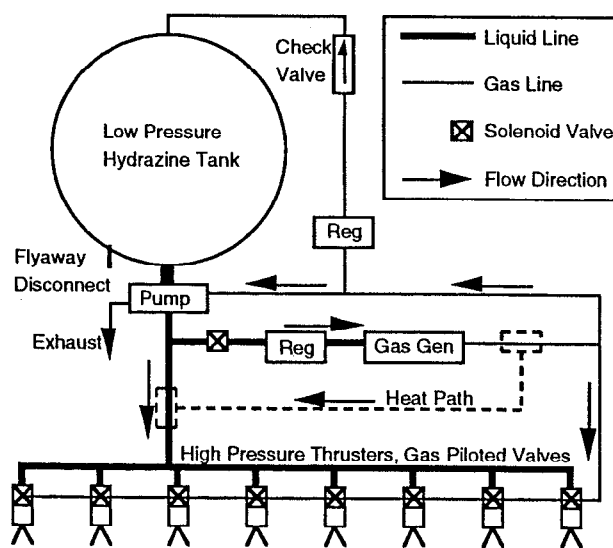 Check
Valve
Low Pressure
Hydrazine Tank
Liquid Line
Gas Line
Solenoid Valve
Flow Direction
Reg
Flyaway
Disconnect
Pump
Exhaust
Reg
Gas Gen
Heat Path
High Pressure Thrusters, Gas Piloted Valves